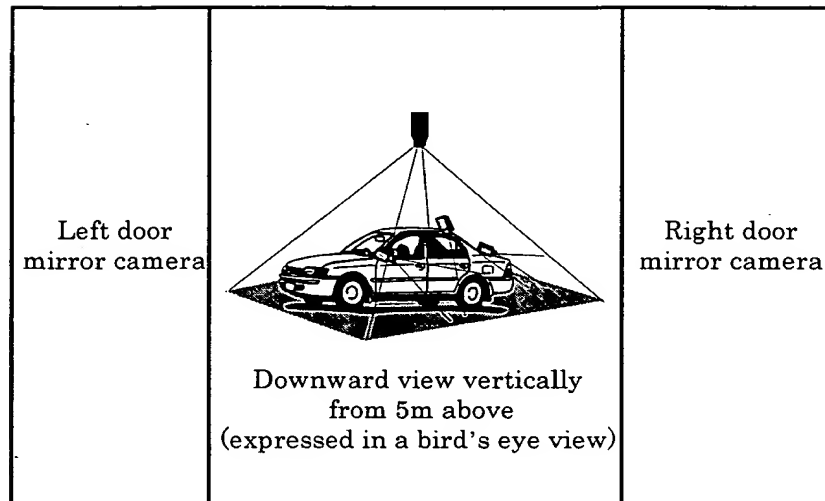 Left door
mirror camera
Downward view vertically
from 5m above
(expressed in a bird's eye view)
Right door
mirror camera